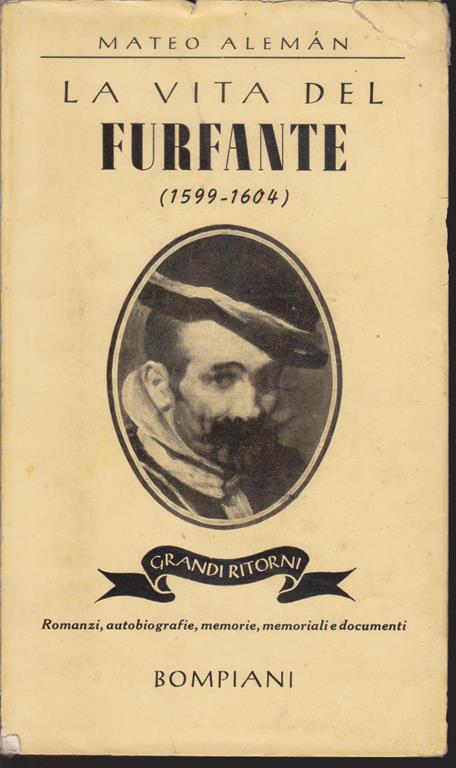 MATEO ALEMÁN
LA VITA DEL
FURFANTE
(1599-1604)
GRANDI RITORNI
Romanzi, autobiografie, memorie, memoriali e documenti
BOMPIANI